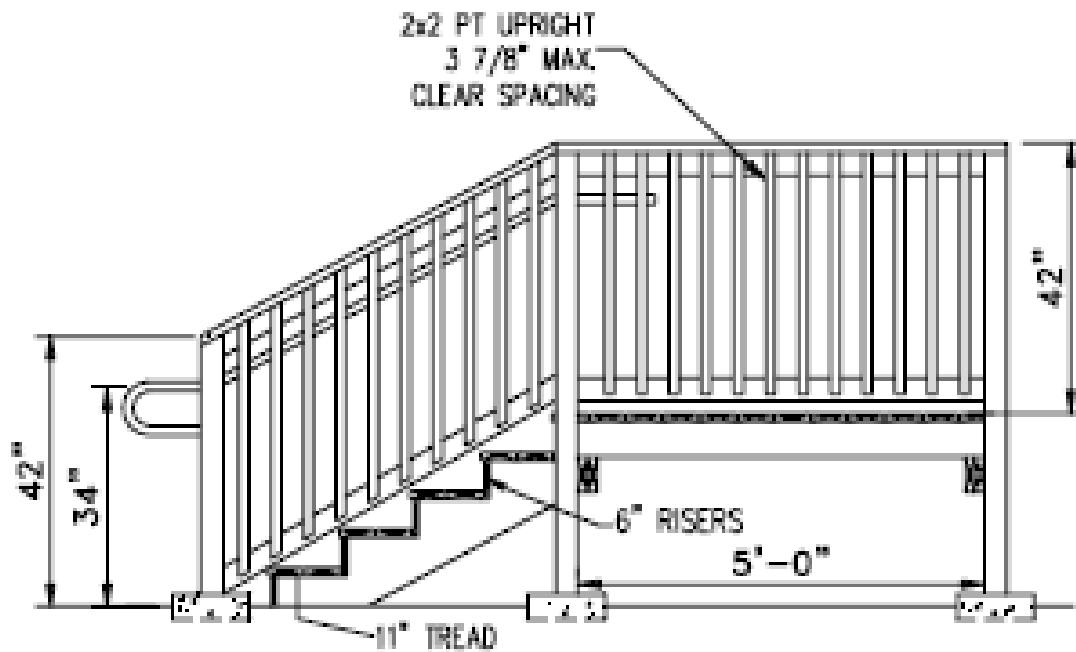 2x2 PT UPRIGHT
3 7/8" MAX.
CLEAR SPACING
42"
42"
34"
6" RISERS
5'-0"
11" TREAD